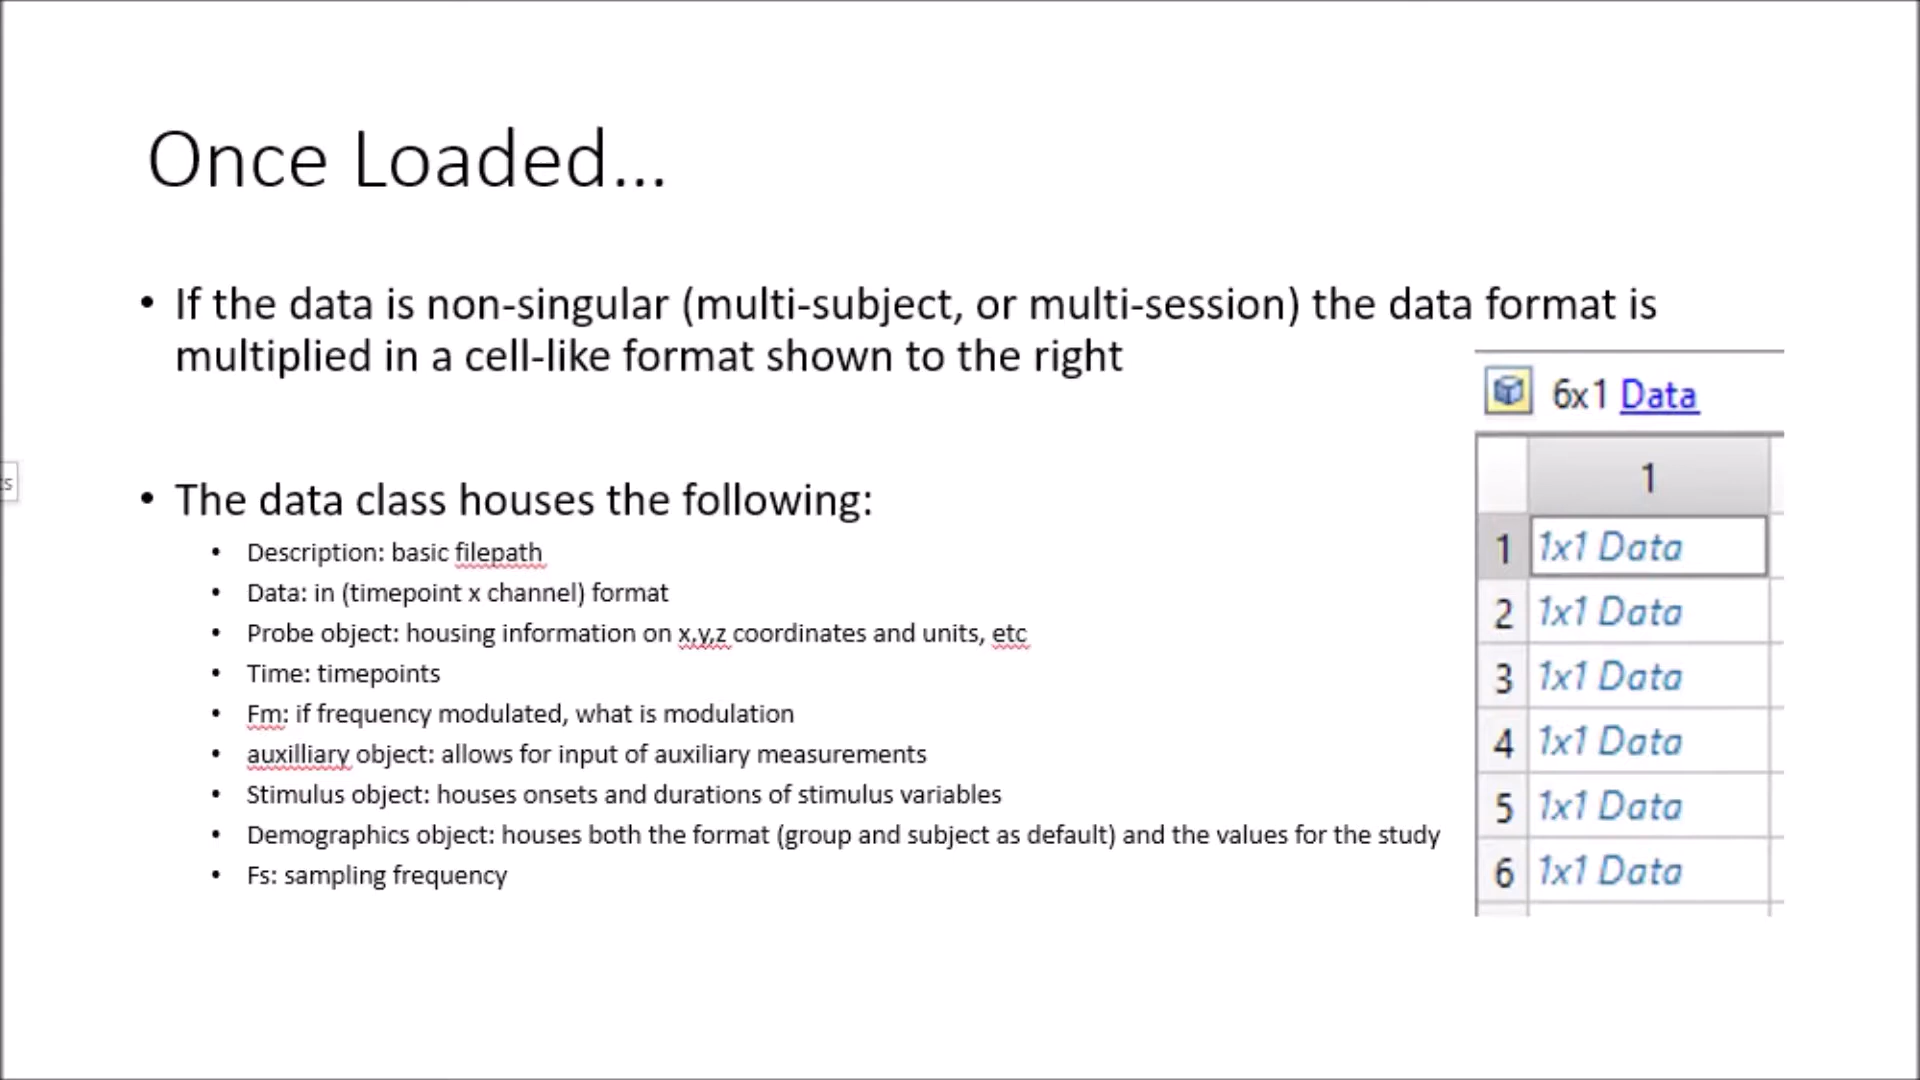 Once Loaded...
• If the data is non-singular (multi-subject, or multi-session) the data format is
multiplied in a cell-like format shown to the right
• The data class houses the following:
• Description: basic filepath
• Data: in (timepoint x channel) format
• Probe object: housing information on x,y,z coordinates and units, etc
• Time: timepoints
• Fm: if frequency modulated, what is modulation
• auxilliary object: allows for input of auxiliary measurements
• Stimulus object: houses onsets and durations of stimulus variables
• Demographics object: houses both the format (group and subject as default) and the values for the study
• Fs: sampling frequency
6x1 Data
1
1 1x1 Data
2 1x1 Data
3 1x1 Data
4 1x1 Data
5 1x1 Data
6 1x1 Data